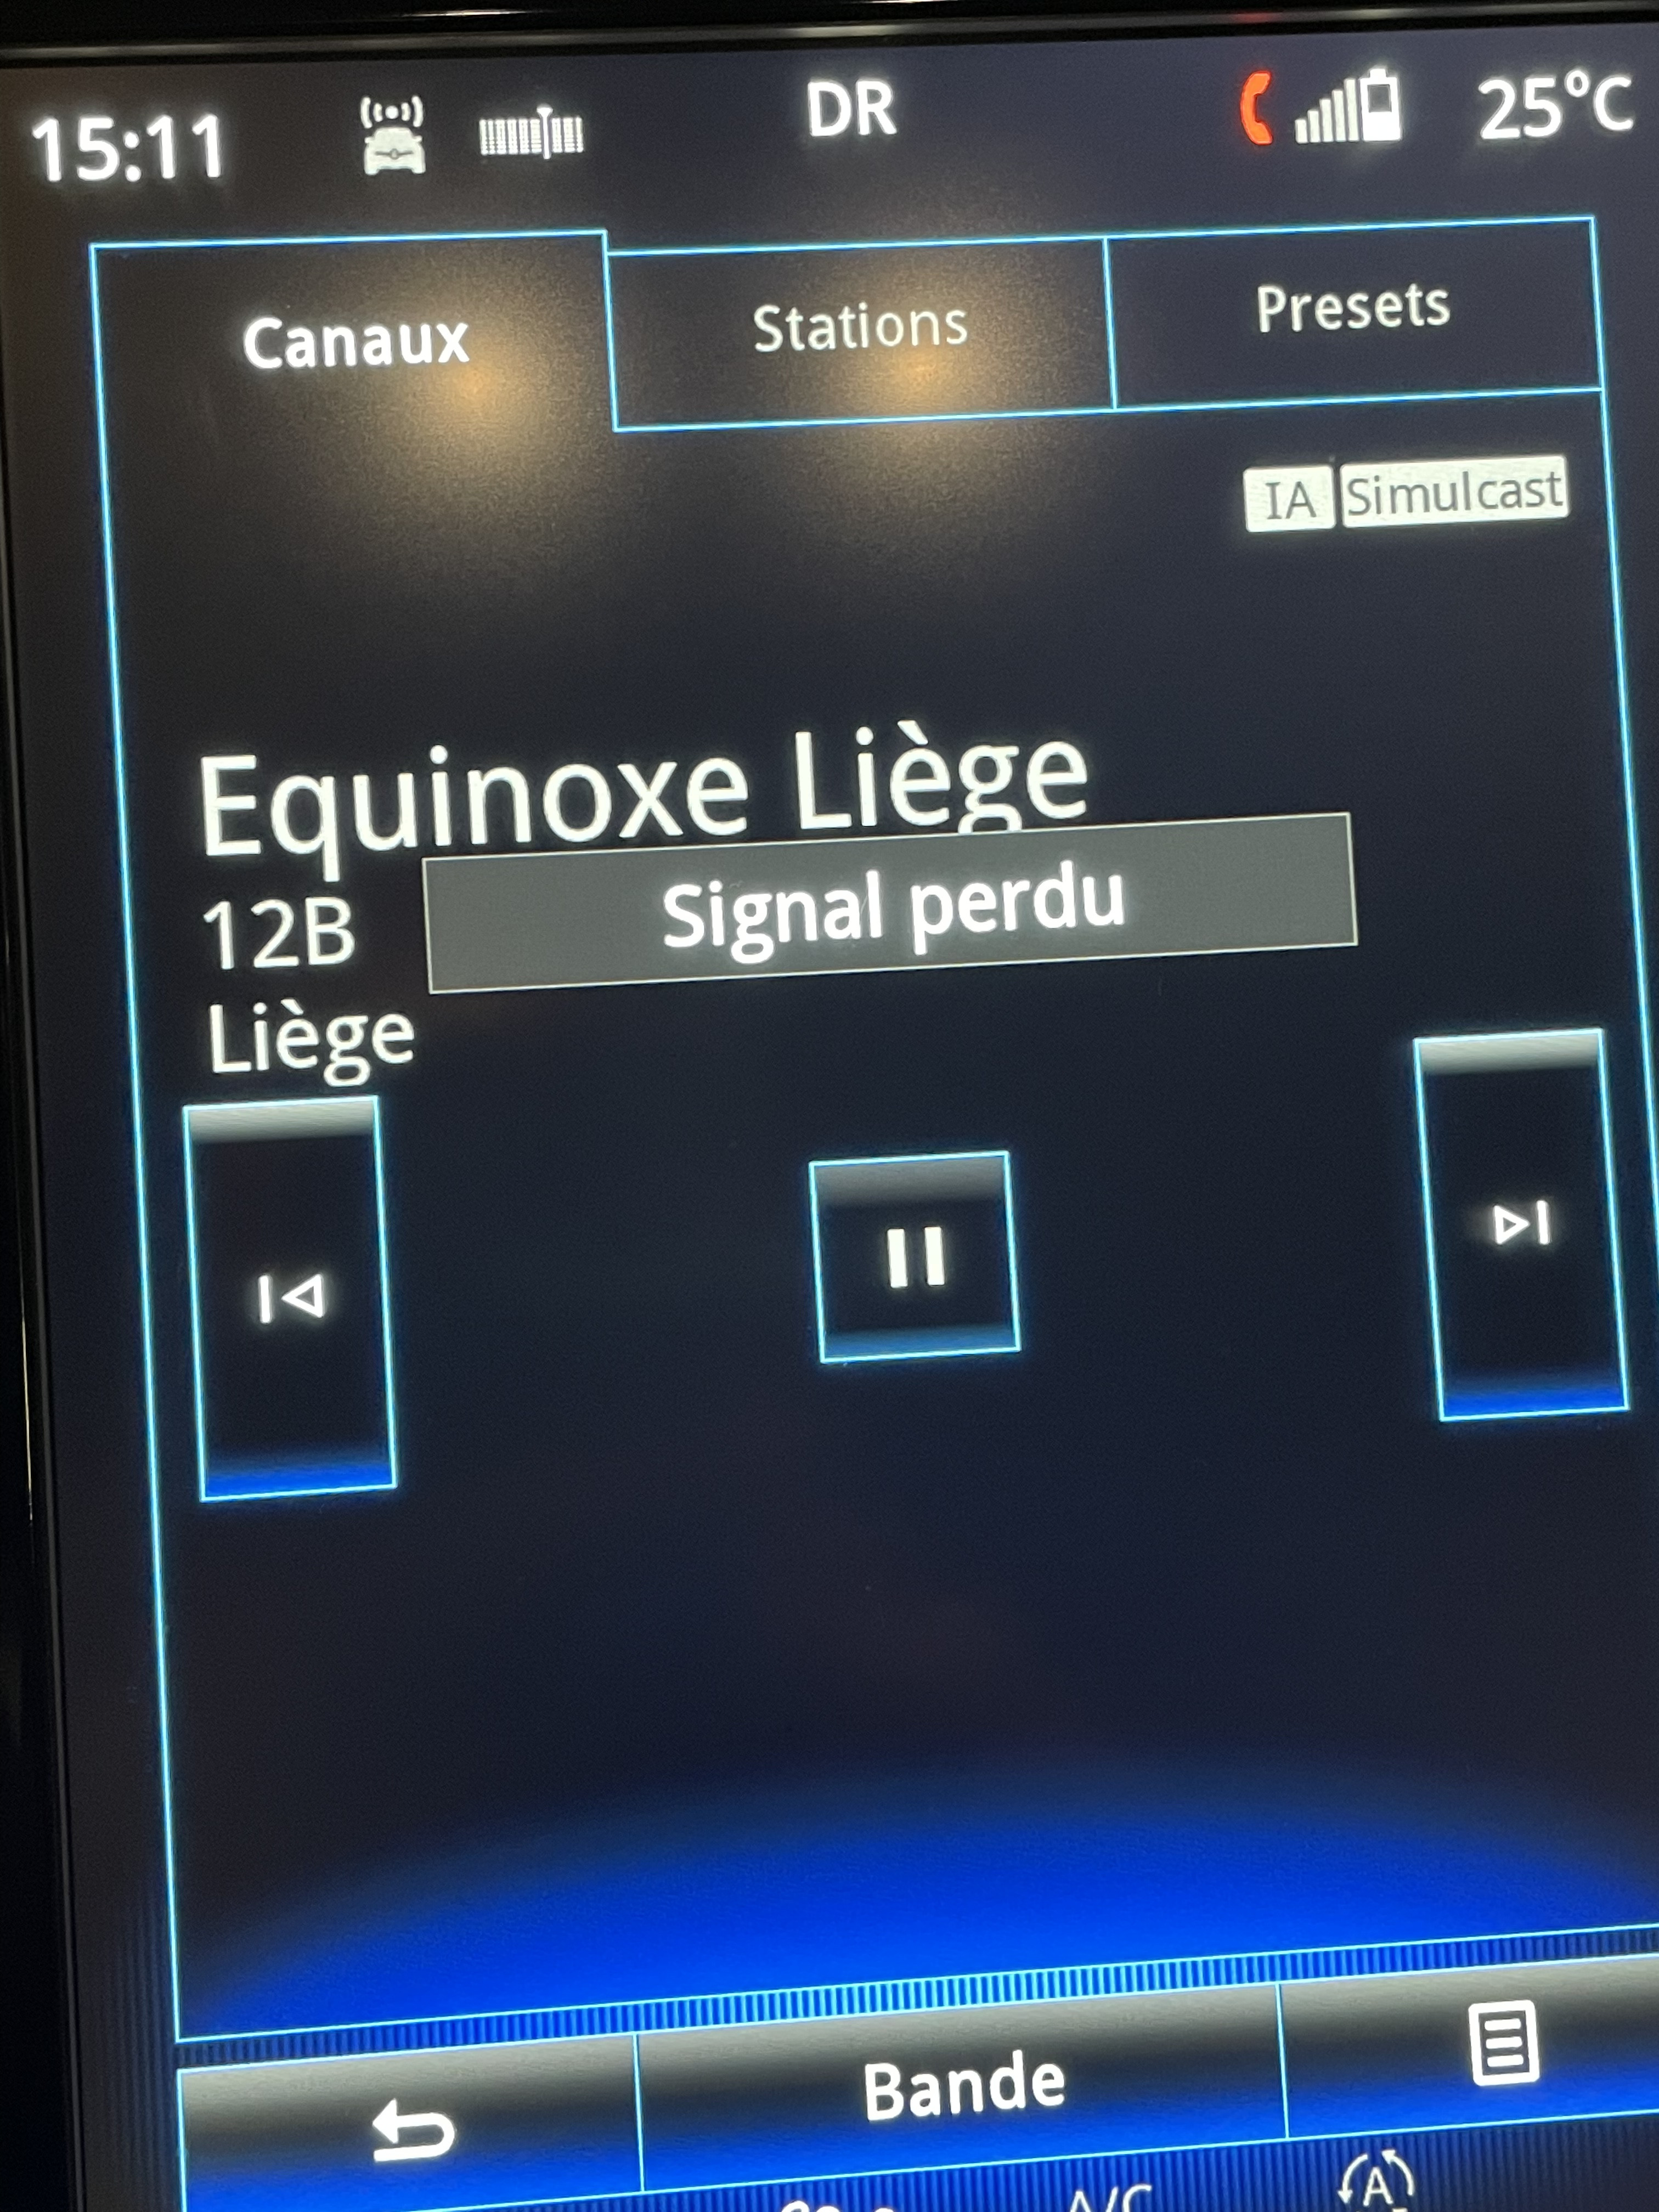 15:11 DR 25°C
Canaux Stations Presets
IA Simulcast
Equinoxe Liège
12B Signal perdu
Liège
Bande
A/C A